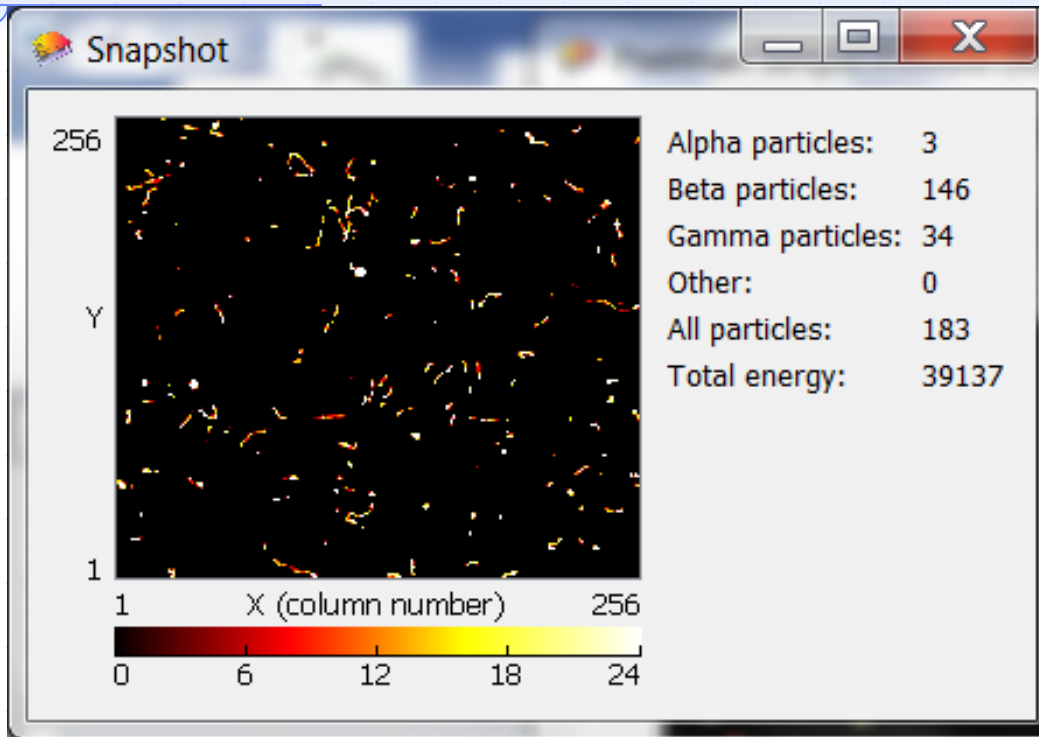 Snapshot
256
Y
1
1 X (column number) 256
0 6 12 18 24
Alpha particles: 3
Beta particles: 146
Gamma particles: 34
Other: 0
All particles: 183
Total energy: 39137